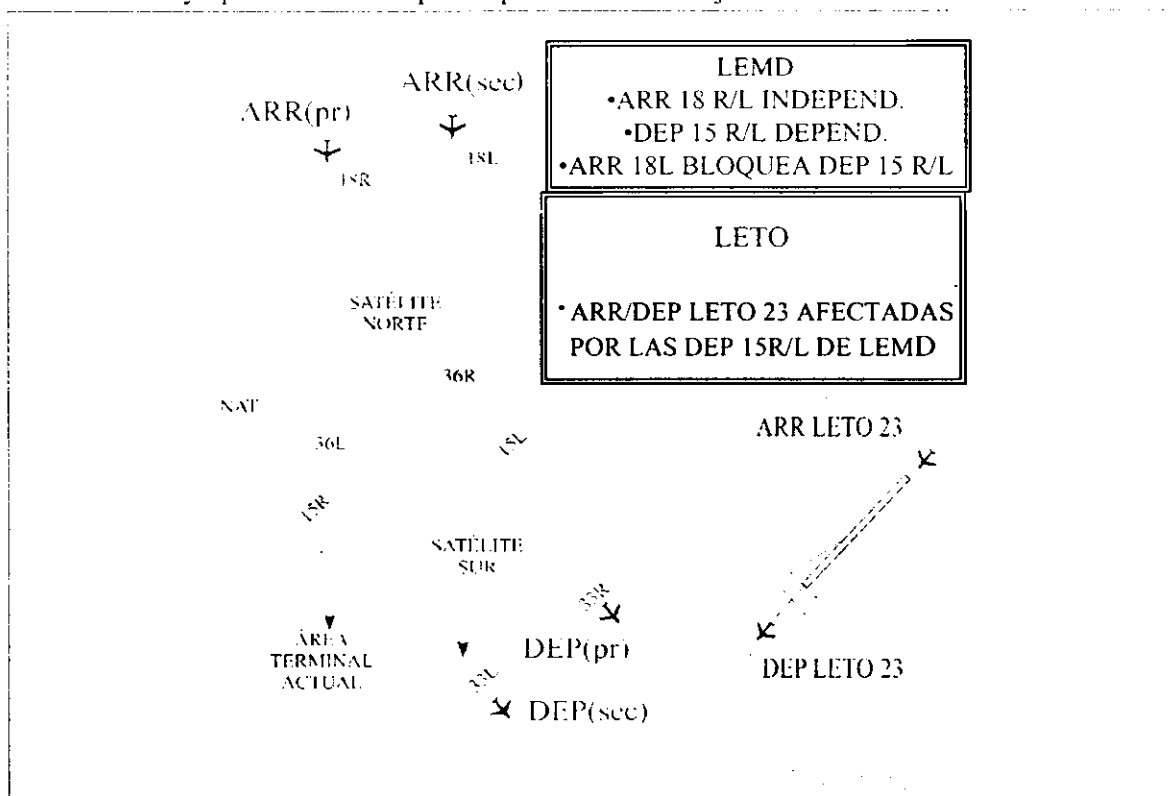 ARR(pr)
ARR(sec)
18R
18L
LEMD
•ARR 18 R/L INDEPEND.
•DEP 15 R/L DEPEND.
•ARR 18L BLOQUEA DEP 15 R/L
LETO
• ARR/DEP LETO 23 AFECTADAS
POR LAS DEP 15R/L DE LEMD
SATÉLITE
NORTE
36R
NAT
36L
15L
15R
ARR LETO 23
SATÉLITE
SUR
33R
ÁREA
TERMINAL
ACTUAL
DEP(pr)
33L
DEP(sec)
DEP LETO 23